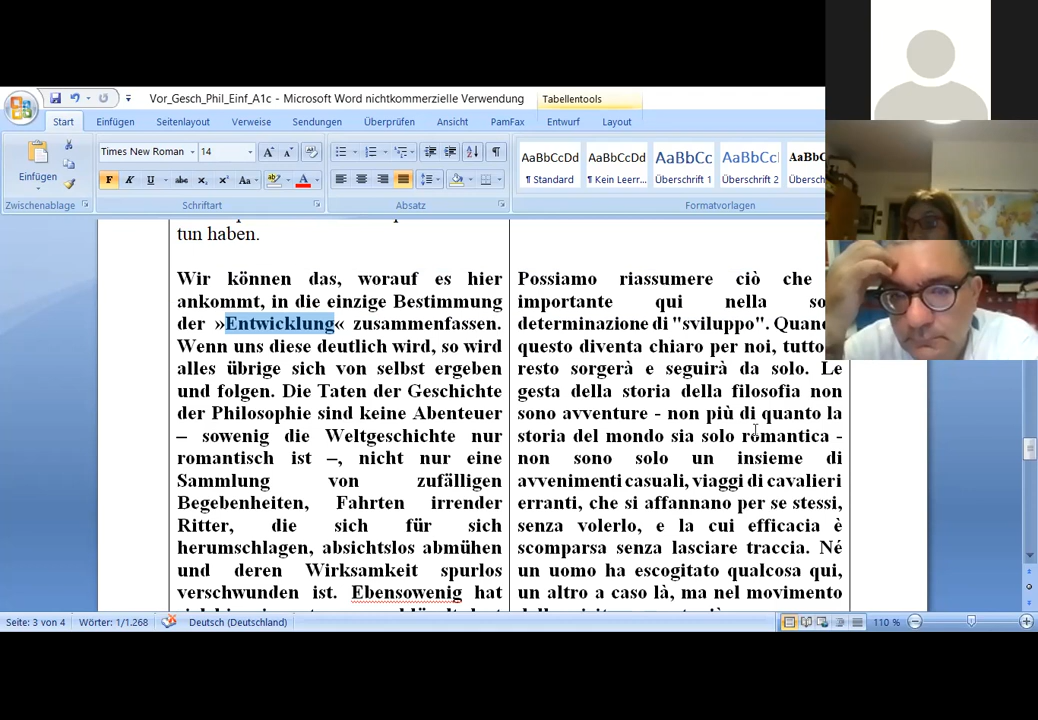 Vor_Gesch_Phil_Einf_A1c - Microsoft Word nichtkommerzielle Verwendung
Tabellentools
Start Einfügen Seitenlayout Verweise Sendungen Überprüfen Ansicht PamFax Entwurf Layout
Times New Roman 14
Einfügen
F K U abc x₂ x² Aa
AaBbCcDd AaBbCcDd AaBbCc AaBbCc AaBbC
¶ Standard ¶ Kein Leerr... Überschrift 1 Überschrift 2 Übersch
Zwischenablage Schriftart Absatz Formatvorlagen
tun haben.
Wir können das, worauf es hier
ankommt, in die einzige Bestimmung
der »Entwicklung« zusammenfassen.
Wenn uns diese deutlich wird, so wird
alles übrige sich von selbst ergeben
und folgen. Die Taten der Geschichte
der Philosophie sind keine Abenteuer
– sowenig die Weltgeschichte nur
romantisch ist –, nicht nur eine
Sammlung von zufälligen
Begebenheiten, Fahrten irrender
Ritter, die sich für sich
herumschlagen, absichtslos abmühen
und deren Wirksamkeit spurlos
verschwunden ist. Ebensowenig hat
Possiamo riassumere ciò che
importante qui nella so
determinazione di "sviluppo". Quan
questo diventa chiaro per noi, tutto
resto sorgerà e seguirà da solo. Le
gesta della storia della filosofia non
sono avventure - non più di quanto la
storia del mondo sia solo romantica -
non sono solo un insieme di
avvenimenti casuali, viaggi di cavalieri
erranti, che si affannano per se stessi,
senza volerlo, e la cui efficacia è
scomparsa senza lasciare traccia. Né
un uomo ha escogitato qualcosa qui,
un altro a caso là, ma nel movimento
Seite: 3 von 4 Wörter: 1/1.268 Deutsch (Deutschland) 110 %